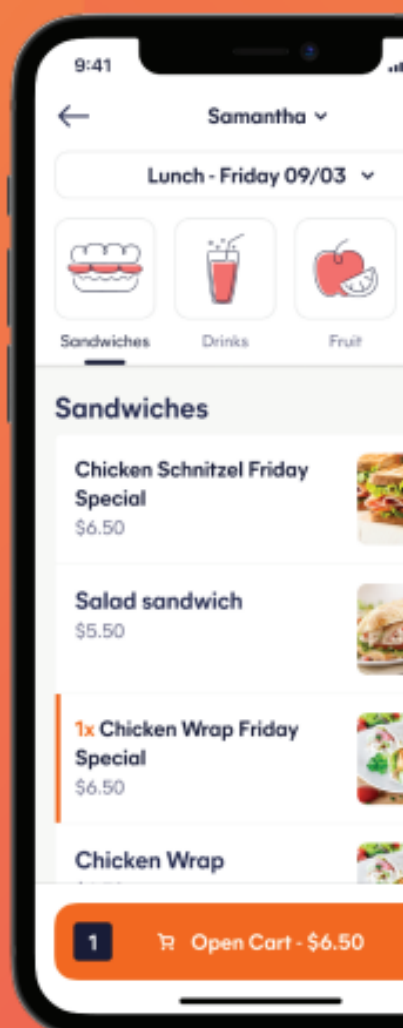 9:41
Samantha
Lunch - Friday 09/03
Sandwiches
Drinks
Fruit
Sandwiches
Chicken Schnitzel Friday
Special
$6.50
Salad sandwich
$5.50
1x Chicken Wrap Friday
Special
$6.50
Chicken Wrap
1
Open Cart - $6.50